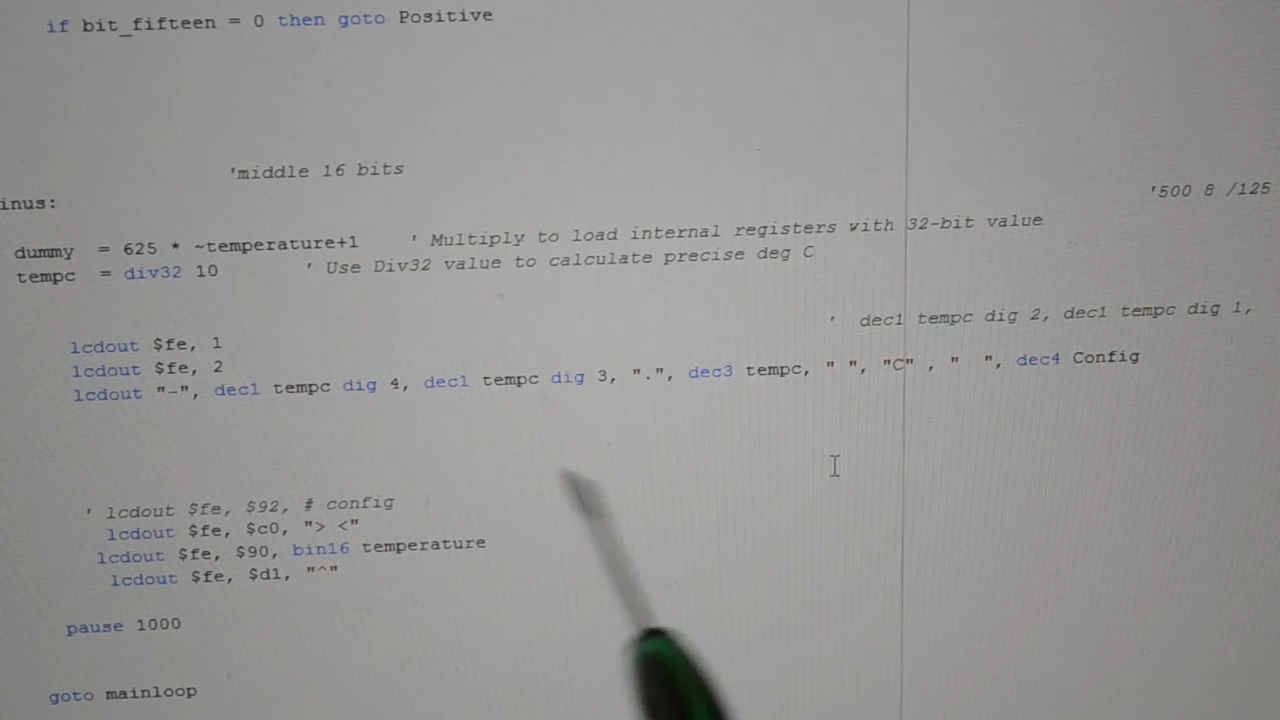 if bit_fifteen = 0 then goto Positive
'middle 16 bits
'500 8 /125
inus:
dummy = 625 * ~temperature+1 ' Multiply to load internal registers with 32-bit value
tempc = div32 10 ' Use Div32 value to calculate precise deg C
' dec1 tempc dig 2, dec1 tempc dig 1,
lcdout $fe, 1
lcdout $fe, 2
lcdout "-", dec1 tempc dig 4, dec1 tempc dig 3, ".", dec3 tempc, " ", "C" , "  ", dec4 Config
' lcdout $fe, $92, # config
lcdout $fe, $c0, "> <"
lcdout $fe, $90, bin16 temperature
lcdout $fe, $d1, "^"
pause 1000
goto mainloop